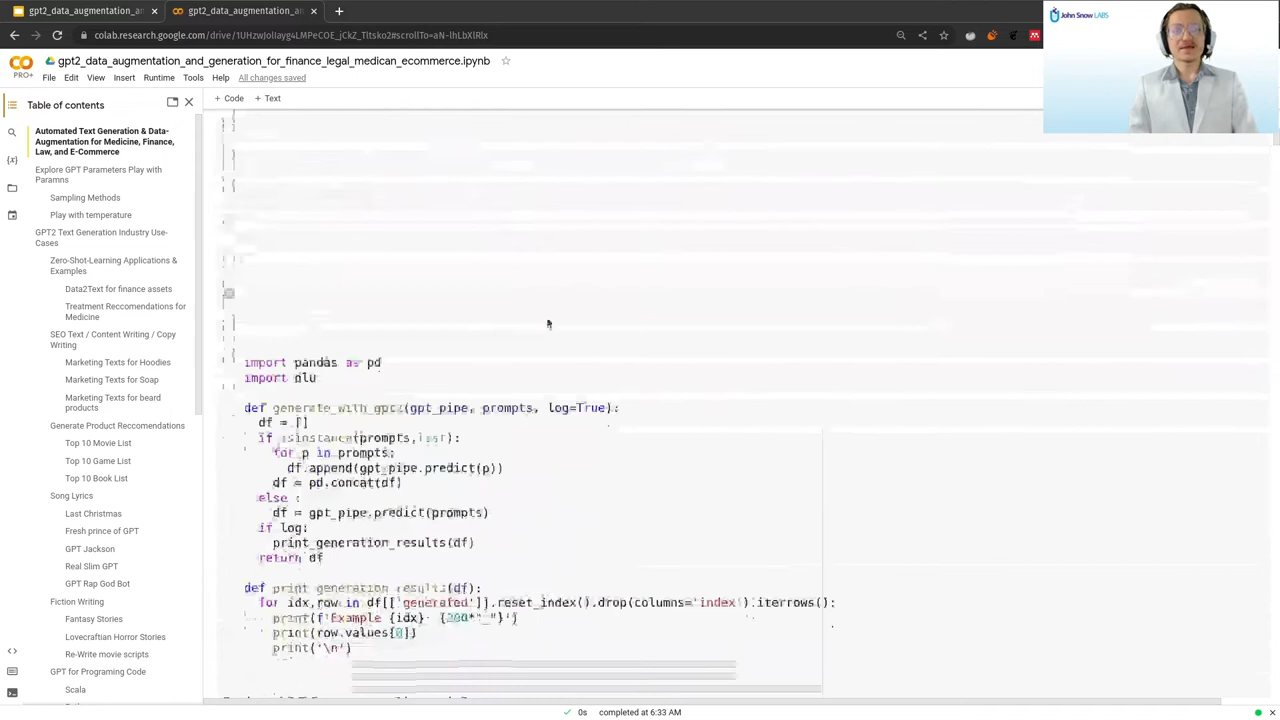 gpt2_data_augmentation_an
gpt2_data_augmentation_an
colab.research.google.com/drive/
John Snow LABS
PRO+
gpt2_data_augmentation_and_generation_for_finance_legal_medican_ecommerce.ipynb
File Edit View Insert Runtime Tools Help All changes saved
Table of contents
+ Code + Text
Automated Text Generation & Data-
Augmentation for Medicine, Finance,
Law, and E-Commerce
Explore GPT Parameters Play with
Paramns
Sampling Methods
Play with temperature
GPT2 Text Generation Industry Use-
Cases
Zero-Shot-Learning Applications &
Examples
Data2Text for finance assets
Treatment Reccomendations for
Medicine
SEO Text / Content Writing / Copy
Writing
Marketing Texts for Hoodies
Marketing Texts for Soap
Marketing Texts for beard
products
Generate Product Reccomendations
Top 10 Movie List
Top 10 Game List
Top 10 Book List
Song Lyrics
Last Christmas
Fresh prince of GPT
GPT Jackson
Real Slim GPT
GPT Rap God Bot
Fiction Writing
Fantasy Stories
Lovecraftian Horror Stories
Re-Write movie scripts
GPT for Programing Code
Scala
import pandas as pd
import nlu
def (gpt_pipe, prompts, log=True):
df = []
if
for p in prompts:
df.append(gpt_pipe.predict(p))
df = pd.concat(df)
else :
df = gpt_pipe.predict(prompts)
if log:
print_generation_results(df)
return df
def print_generation_results(df):
for idx,row in df[['generated']].reset_index().drop(columns='index').iterrows():
print(f'Example {idx}
print(row.values[0])
print('\n')
0s completed at 6:33 AM